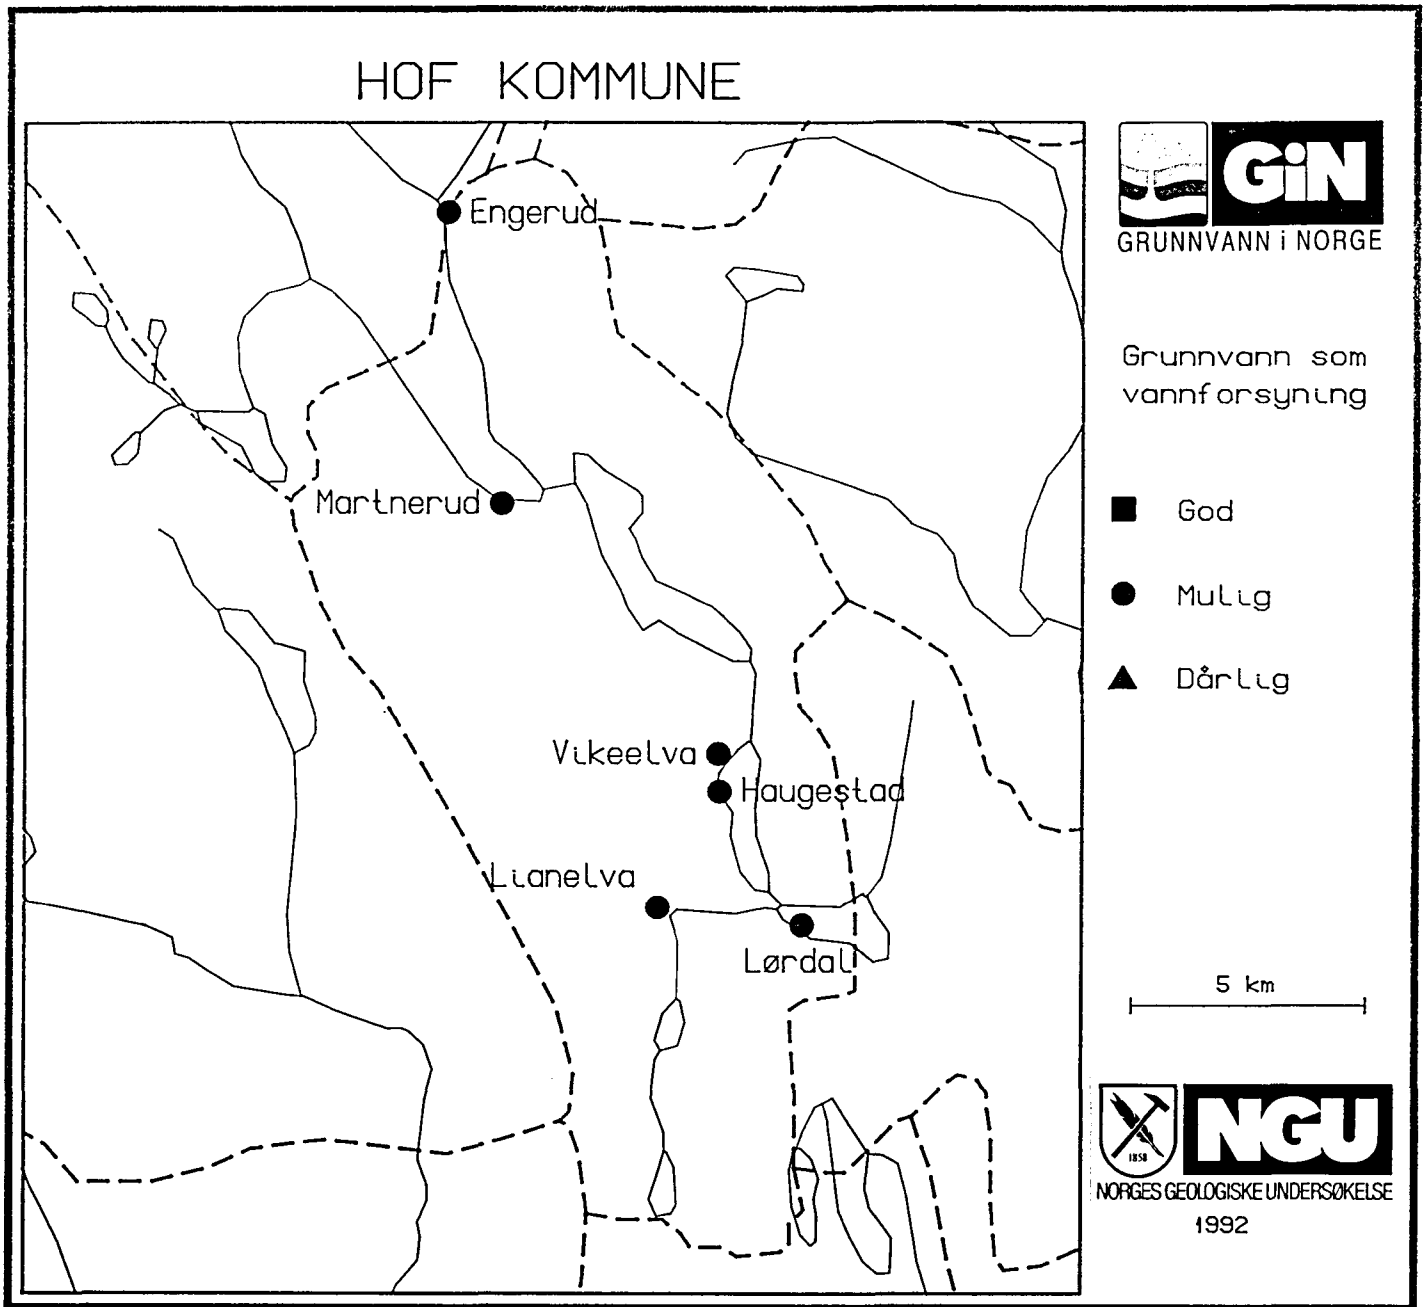 HOF KOMMUNE
Engerud
Martnerud
Vikeelva
Haugestad
Lianelva
Lørdal
GiN
GRUNNVANN i NORGE
Grunnvann som
vannforsyning
God
Mulig
Dårlig
5 km
1858
NGU
NORGES GEOLOGISKE UNDERSØKELSE
1992